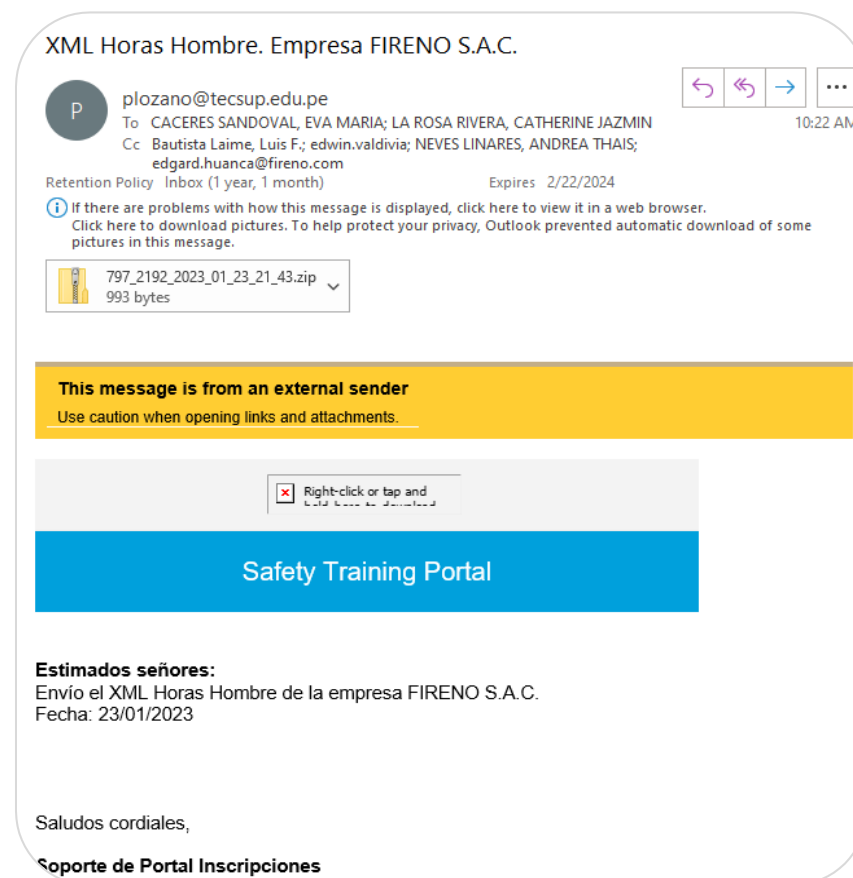 XML Horas Hombre. Empresa FIRENO S.A.C.
P
plozano@tecsup.edu.pe
To CACERES SANDOVAL, EVA MARIA; LA ROSA RIVERA, CATHERINE JAZMIN
10:22 AM
Cc Bautista Laime, Luis F.; edwin.valdivia; NEVES LINARES, ANDREA THAIS;
edgard.huanca@fireno.com
Retention Policy Inbox (1 year, 1 month) Expires 2/22/2024
If there are problems with how this message is displayed, click here to view it in a web browser.
Click here to download pictures. To help protect your privacy, Outlook prevented automatic download of some
pictures in this message.
797_2192_2023_01_23_21_43.zip
993 bytes
This message is from an external sender
Use caution when opening links and attachments.
Right-click or tap and
hold here to download
Safety Training Portal
Estimados señores:
Envío el XML Horas Hombre de la empresa FIRENO S.A.C.
Fecha: 23/01/2023
Saludos cordiales,
Soporte de Portal Inscripciones